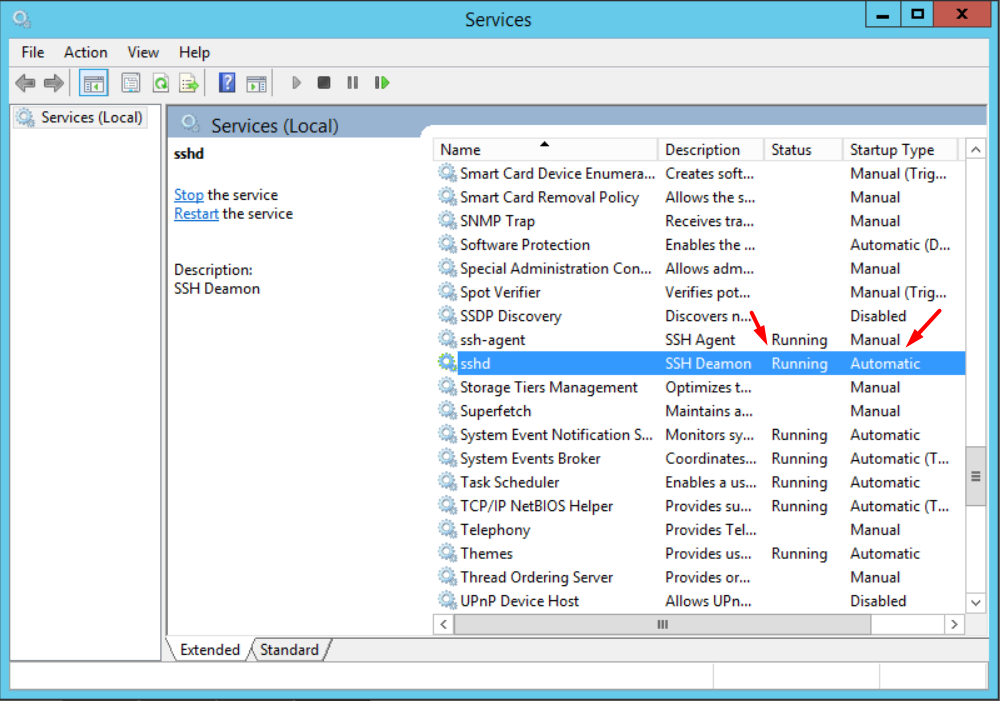 Services
File Action View Help
Services (Local)
Services (Local)
sshd
Stop the service
Restart the service
Description:
SSH Deamon
Name Description Status Startup Type
Smart Card Device Enumera... Creates soft... Manual (Trig...
Smart Card Removal Policy Allows the s... Manual
SNMP Trap Receives tra... Manual
Software Protection Enables the ... Automatic (D...
Special Administration Con... Allows adm... Manual
Spot Verifier Verifies pot... Manual (Trig...
SSDP Discovery Discovers n... Disabled
ssh-agent SSH Agent Running Manual
sshd SSH Deamon Running Automatic
Storage Tiers Management Optimizes t... Manual
Superfetch Maintains a... Manual
System Event Notification S... Monitors sy... Running Automatic
System Events Broker Coordinates... Running Automatic (T...
Task Scheduler Enables a us... Running Automatic
TCP/IP NetBIOS Helper Provides su... Running Automatic (T...
Telephony Provides Tel... Manual
Themes Provides us... Running Automatic
Thread Ordering Server Provides or... Manual
UPnP Device Host Allows UPn... Disabled
Extended Standard